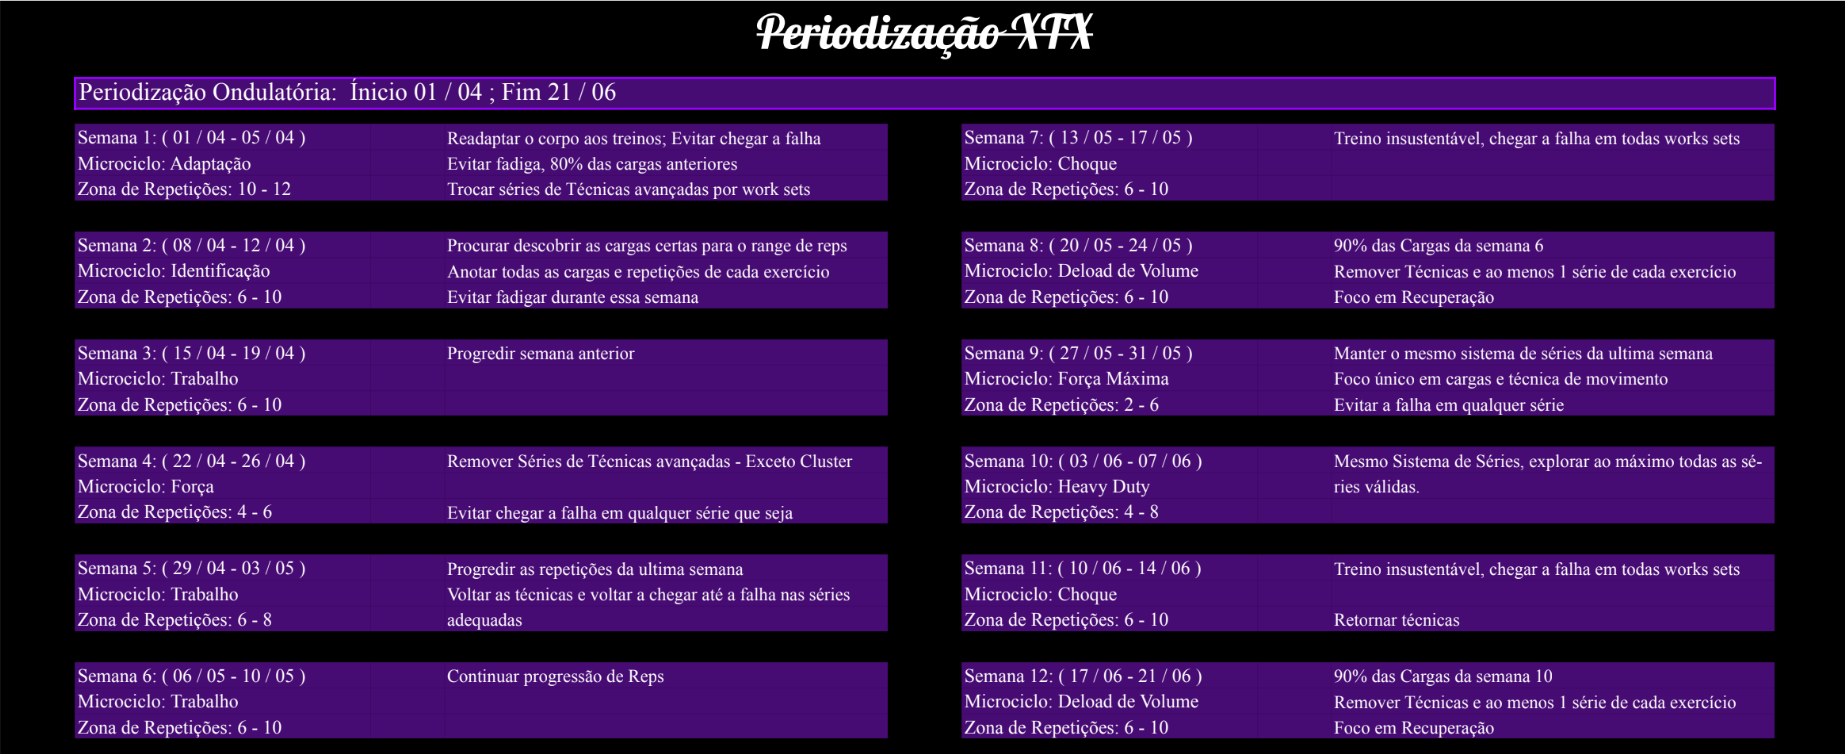 Periodização XTX
Periodização Ondulatória:  Ínicio 01 / 04 ; Fim 21 / 06
Semana 1: ( 01 / 04 - 05 / 04 )
Readaptar o corpo aos treinos; Evitar chegar a falha
Microciclo: Adaptação
Evitar fadiga, 80% das cargas anteriores
Zona de Repetições: 10 - 12
Trocar séries de Técnicas avançadas por work sets
Semana 2: ( 08 / 04 - 12 / 04 )
Procurar descobrir as cargas certas para o range de reps
Microciclo: Identificação
Anotar todas as cargas e repetições de cada exercício
Zona de Repetições: 6 - 10
Evitar fadigar durante essa semana
Semana 3: ( 15 / 04 - 19 / 04 )
Progredir semana anterior
Microciclo: Trabalho
Zona de Repetições: 6 - 10
Semana 4: ( 22 / 04 - 26 / 04 )
Remover Séries de Técnicas avançadas - Exceto Cluster
Microciclo: Força
Zona de Repetições: 4 - 6
Evitar chegar a falha em qualquer série que seja
Semana 5: ( 29 / 04 - 03 / 05 )
Progredir as repetições da ultima semana
Microciclo: Trabalho
Voltar as técnicas e voltar a chegar até a falha nas séries
Zona de Repetições: 6 - 8
adequadas
Semana 6: ( 06 / 05 - 10 / 05 )
Continuar progressão de Reps
Microciclo: Trabalho
Zona de Repetições: 6 - 10
Semana 7: ( 13 / 05 - 17 / 05 )
Treino insustentável, chegar a falha em todas works sets
Microciclo: Choque
Zona de Repetições: 6 - 10
Semana 8: ( 20 / 05 - 24 / 05 )
90% das Cargas da semana 6
Microciclo: Deload de Volume
Remover Técnicas e ao menos 1 série de cada exercício
Zona de Repetições: 6 - 10
Foco em Recuperação
Semana 9: ( 27 / 05 - 31 / 05 )
Manter o mesmo sistema de séries da ultima semana
Microciclo: Força Máxima
Foco único em cargas e técnica de movimento
Zona de Repetições: 2 - 6
Evitar a falha em qualquer série
Semana 10: ( 03 / 06 - 07 / 06 )
Mesmo Sistema de Séries, explorar ao máximo todas as sé-
Microciclo: Heavy Duty
ries válidas.
Zona de Repetições: 4 - 8
Semana 11: ( 10 / 06 - 14 / 06 )
Treino insustentável, chegar a falha em todas works sets
Microciclo: Choque
Zona de Repetições: 6 - 10
Retornar técnicas
Semana 12: ( 17 / 06 - 21 / 06 )
90% das Cargas da semana 10
Microciclo: Deload de Volume
Remover Técnicas e ao menos 1 série de cada exercício
Zona de Repetições: 6 - 10
Foco em Recuperação